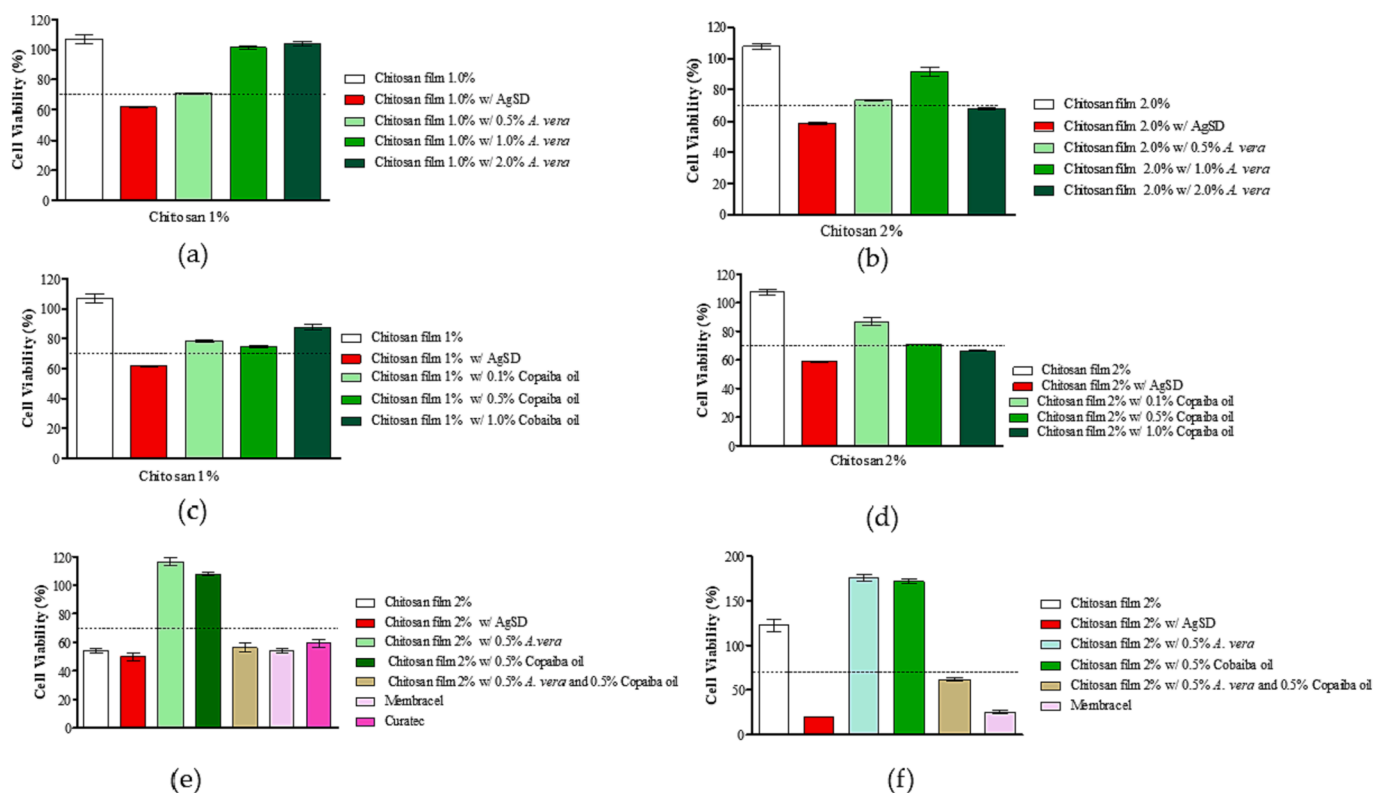 120
100
80
60
40
20
0
Cell Viability (%)
Chitosan 1%
Chitosan film 1.0%
Chitosan film 1.0% w/ AgSD
Chitosan film 1.0% w/ 0.5% A. vera
Chitosan film 1.0% w/ 1.0% A. vera
Chitosan film 1.0% w/ 2.0% A. vera
(a)
120
100
80
60
40
20
0
Cell Viability (%)
Chitosan 2%
Chitosan film 2.0%
Chitosan film 2.0% w/ AgSD
Chitosan film 2.0% w/ 0.5% A. vera
Chitosan film 2.0% w/ 1.0% A. vera
Chitosan film 2.0% w/ 2.0% A. vera
(b)
120
100
80
60
40
20
0
Cell Viability (%)
Chitosan 1%
Chitosan film 1%
Chitosan film 1% w/ AgSD
Chitosan film 1% w/ 0.1% Copaiba oil
Chitosan film 1% w/ 0.5% Copaiba oil
Chitosan film 1% w/ 1.0% Cobaiba oil
(c)
120
100
80
60
40
20
0
Cell Viability (%)
Chitosan 2%
Chitosan film 2%
Chitosan film 2% w/ AgSD
Chitosan film 2% w/ 0.1% Copaiba oil
Chitosan film 2% w/ 0.5% Copaiba oil
Chitosan film 2% w/ 1.0% Copaiba oil
(d)
120
100
80
60
40
20
0
Cell Viability (%)
Chitosan film 2%
Chitosan film 2% w/ AgSD
Chitosan film 2% w/ 0.5% A.vera
Chitosan film 2% w/ 0.5% Copaiba oil
Chitosan film 2% w/ 0.5% A. vera and 0.5% Copaiba oil
Membracel
Curatec
(e)
200
150
100
50
0
Cell Viability (%)
Chitosan film 2%
Chitosan film 2% w/ AgSD
Chitosan film 2% w/ 0.5% A. vera
Chitosan film 2% w/ 0.5% Cobaiba oil
Chitosan film 2% w/ 0.5% A. vera and 0.5% Copaiba oil
Membracel
(f)